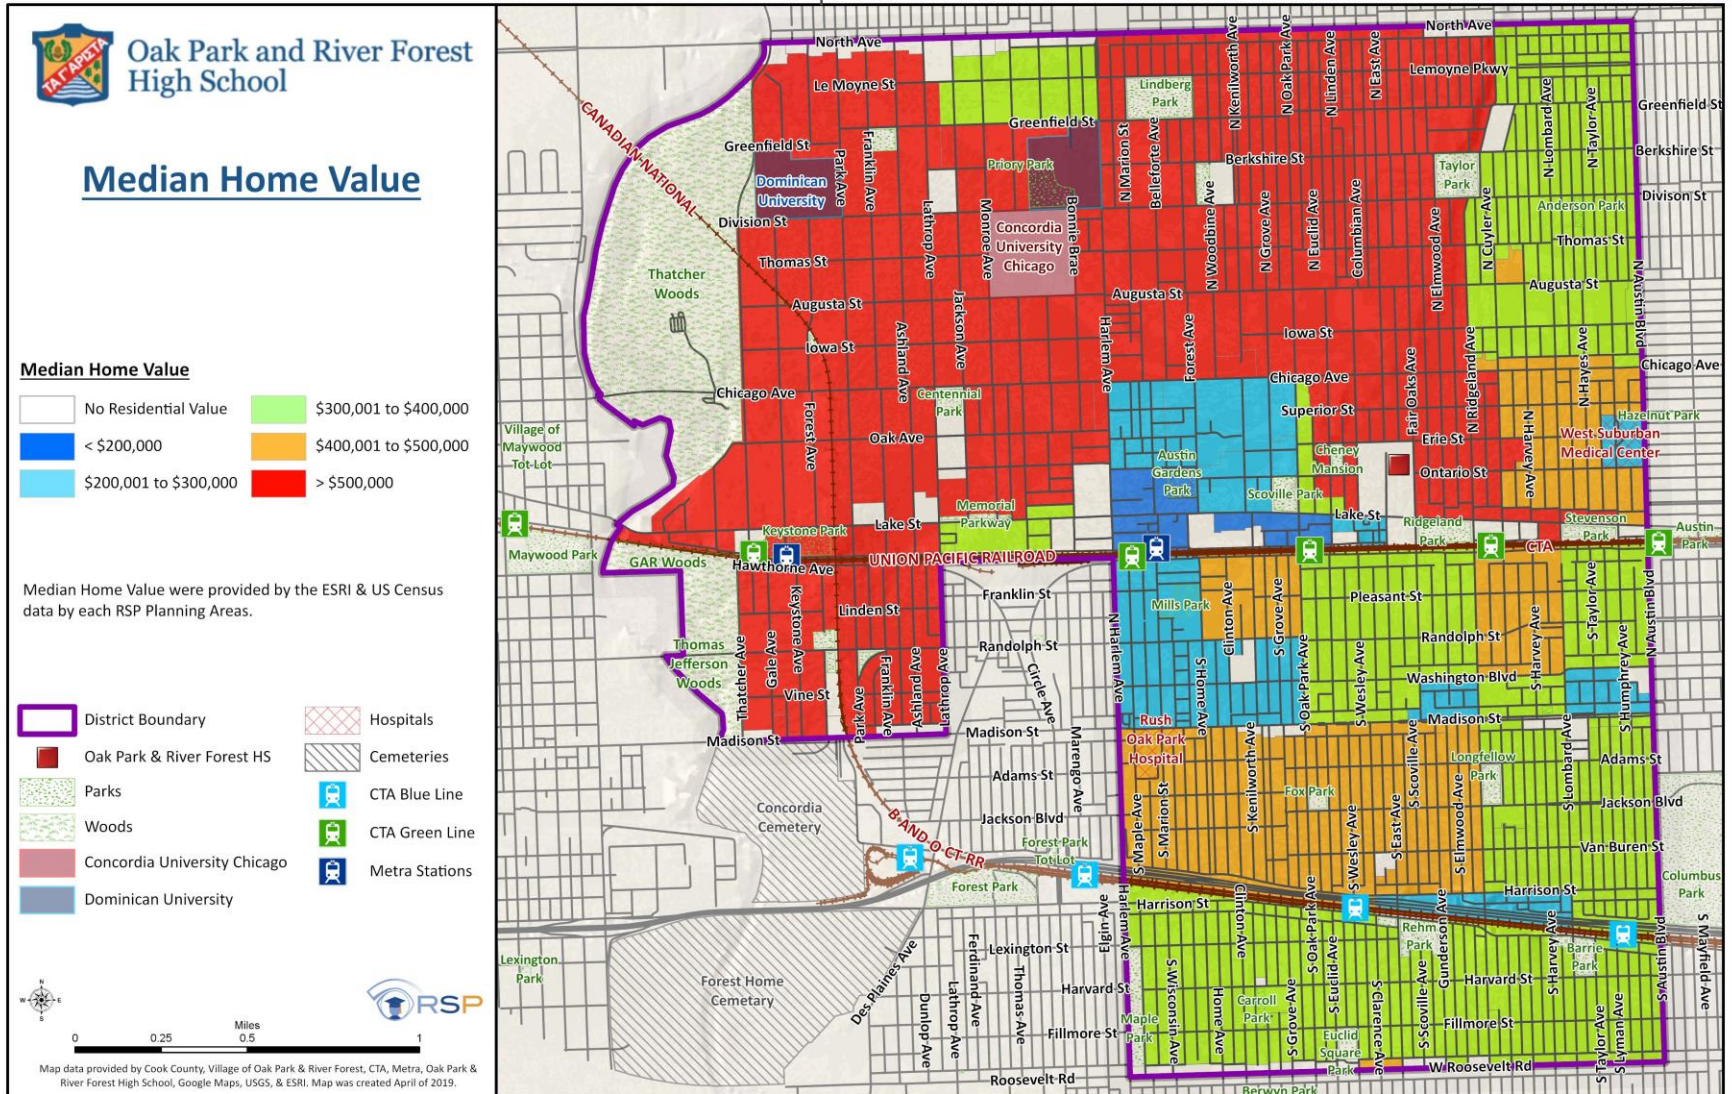 ΤΑ Γ' ΑΡΙΣΤΑ
Oak Park and River Forest
High School
Median Home Value
Median Home Value
No Residential Value
< $200,000
$200,001 to $300,000
$300,001 to $400,000
$400,001 to $500,000
> $500,000
Median Home Value were provided by the ESRI & US Census
data by each RSP Planning Areas.
District Boundary
Oak Park & River Forest HS
Parks
Woods
Concordia University Chicago
Dominican University
Hospitals
Cemeteries
CTA Blue Line
CTA Green Line
Metra Stations
N
W
E
S
RSP
Miles
0
0.25
0.5
1
Map data provided by Cook County, Village of Oak Park & River Forest, CTA, Metra, Oak Park &
River Forest High School, Google Maps, USGS, & ESRI. Map was created April of 2019.
North Ave
North Ave
Le Moyne St
Lemoyne Pkwy
Lindberg
Park
N Kenilworth Ave
N Oak Park Ave
N Linden Ave
N East Ave
N Lombard Ave
N Taylor Ave
Greenfield St
CANADIAN NATIONAL
Greenfield St
Greenfield St
Park Ave
Franklin Ave
Priory Park
N Marion St
Belleforte Ave
Berkshire St
Berkshire St
Taylor
Park
Dominican
University
Division St
Lathrop Ave
Monroe Ave
Bonnie Brae
Concordia
University
Chicago
N Woodbine Ave
N Grove Ave
N Euclid Ave
Columbian Ave
N Elmwood Ave
N Cuyler Ave
Divison St
Anderson Park
Thomas St
Thomas St
Thatcher
Woods
Augusta St
Augusta St
Augusta St
N Austin Blvd
Jackson Ave
Ashland Ave
Iowa St
Iowa St
Harlem Ave
Forest Ave
Fair Oaks Ave
N Ridgeland Ave
N Hayes Ave
Chicago Ave
Chicago Ave
Chicago Ave
Centennial
Park
Superior St
Forest Ave
Oak Ave
Erie St
N Harvey Ave
Hazelnut Park
West Suburban
Medical Center
Village of
Maywood
Tot Lot
Austin
Gardens
Park
Cheney
Mansion
Ontario St
Scoville Park
Memorial
Parkway
Lake St
Lake St
Ridgeland
Park
Stevenson
Park
Austin
Park
Keystone Park
Maywood Park
GAR Woods
Hawthorne Ave
UNION PACIFIC RAILROAD
CTA
Keystone Ave
Linden St
Franklin St
Mills Park
Clinton Ave
S Grove Ave
Pleasant St
S Taylor Ave
N Austin Blvd
Randolph St
Randolph St
S Harvey Ave
S Humphrey Ave
Thomas
Jefferson
Woods
Thatcher Ave
Gale Ave
Vine St
Park Ave
Franklin Ave
Ashland Ave
Lathrop Ave
Circle Ave
N Harlem Ave
S Home Ave
S Oak Park Ave
S Wesley Ave
Washington Blvd
Madison St
Madison St
Madison St
Marengo Ave
Rush
Oak Park
Hospital
S Kenilworth Ave
S Scoville Ave
Longfellow
Park
S Lombard Ave
Adams St
Adams St
Concordia
Cemetery
Jackson Blvd
Jackson Blvd
Fox Park
S Maple Ave
S Marion St
S Wesley Ave
S East Ave
S Elmwood Ave
B AND O CT RR
Forest Park
Tot Lot
Van Buren St
Forest Park
Columbus
Park
Harrison St
Harrison St
Elgin Ave
Harlem Ave
Clinton Ave
S Oak Park Ave
S Euclid Ave
Rehm
Park
Gunderson Ave
S Harvey Ave
Barrie
Park
S Austin Blvd
S Mayfield Ave
Lexington
Park
Forest Home
Cemetary
Des Plaines Ave
Ferdinand Ave
Lexington St
Thomas Ave
Lathrop Ave
Dunlop Ave
Harvard St
Harvard St
Maple
Park
S Wisconsin Ave
Home Ave
Carroll
Park
S Grove Ave
S Clarence Ave
S Scoville Ave
Fillmore St
Fillmore St
Euclid
Square
Park
S Taylor Ave
S Lyman Ave
Roosevelt Rd
W Roosevelt Rd
Berwyn Park